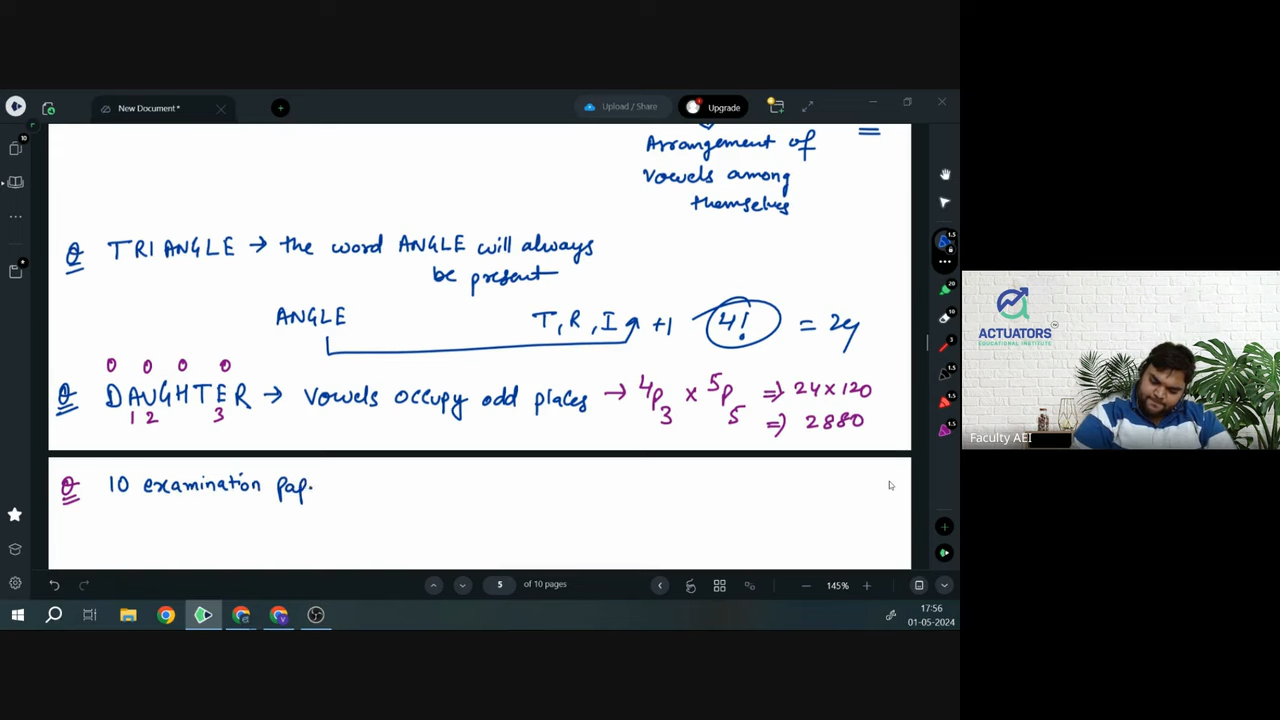 New Document*
Upload / Share
Upgrade
Arrangement of
vowels among
themselves
Q TRIANGLE → the word ANGLE will always
be present
ANGLE T, R, I +1 4! = 24
0 0 0 0
Q DAUGHTER → Vowels occupy odd places → 4P3 x 5P5 => 24 x 120
1 2 3 => 2880
Q 10 examination pap.
ACTUATORS
EDUCATIONAL INSTITUTE
Faculty AEI
5 of 10 pages
145%
17:56
01-05-2024